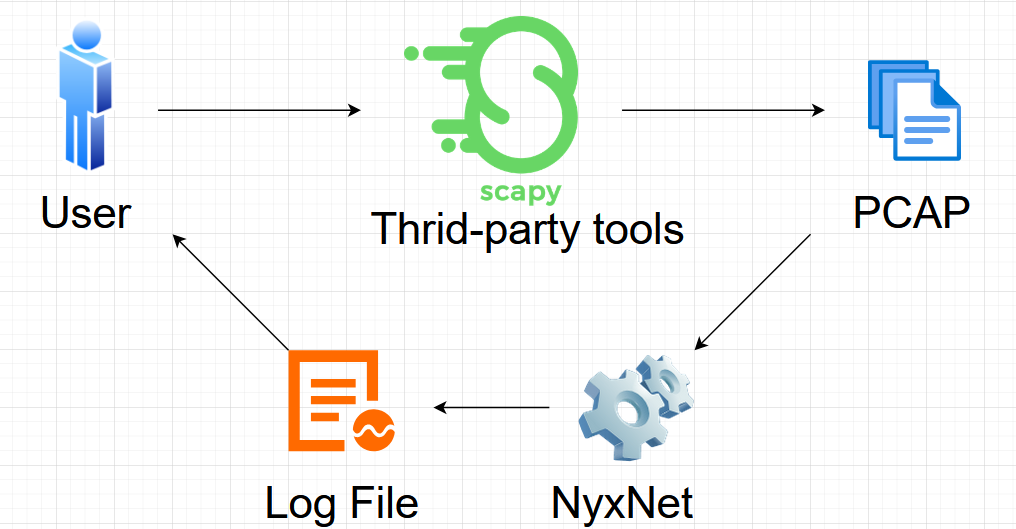 scapy
User
Thrid-party tools
PCAP
Log File
NyxNet